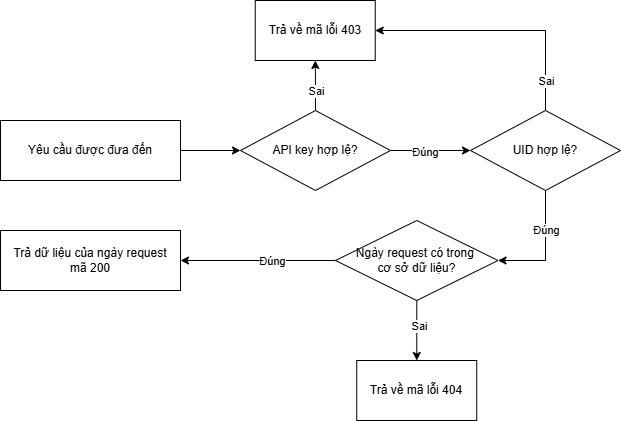 Trả về mã lỗi 403
Sai
Sai
Yêu cầu được đưa đến
API key hợp lệ?
Đúng
UID hợp lệ?
Đúng
Trả dữ liệu của ngày request
mã 200
Đúng
Ngày request có trong
cơ sở dữ liệu?
Sai
Trả về mã lỗi 404